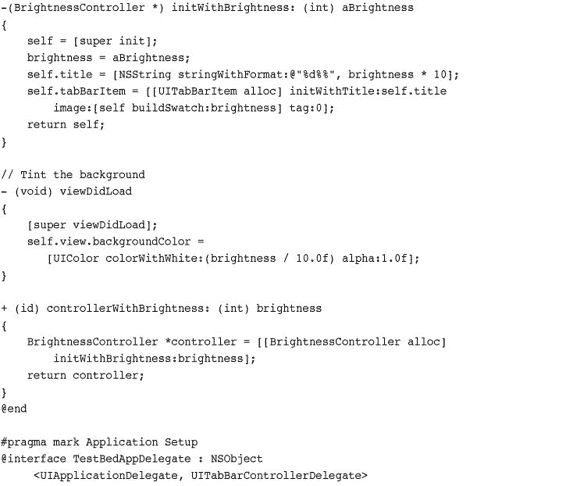 -(BrightnessController *) initWithBrightness: (int) aBrightness
{
    self = [super init];
    brightness = aBrightness;
    self.title = [NSString stringWithFormat:@"%d%%", brightness * 10];
    self.tabBarItem = [[UITabBarItem alloc] initWithTitle:self.title
        image:[self buildSwatch:brightness] tag:0];
    return self;
}

// Tint the background
- (void) viewDidLoad
{
    [super viewDidLoad];
    self.view.backgroundColor =
       [UIColor colorWithWhite:(brightness / 10.0f) alpha:1.0f];
}

+ (id) controllerWithBrightness: (int) brightness
{
    BrightnessController *controller = [[BrightnessController alloc]
        initWithBrightness:brightness];
    return controller;
}
@end

#pragma mark Application Setup
@interface TestBedAppDelegate : NSObject
     <UIApplicationDelegate, UITabBarControllerDelegate>